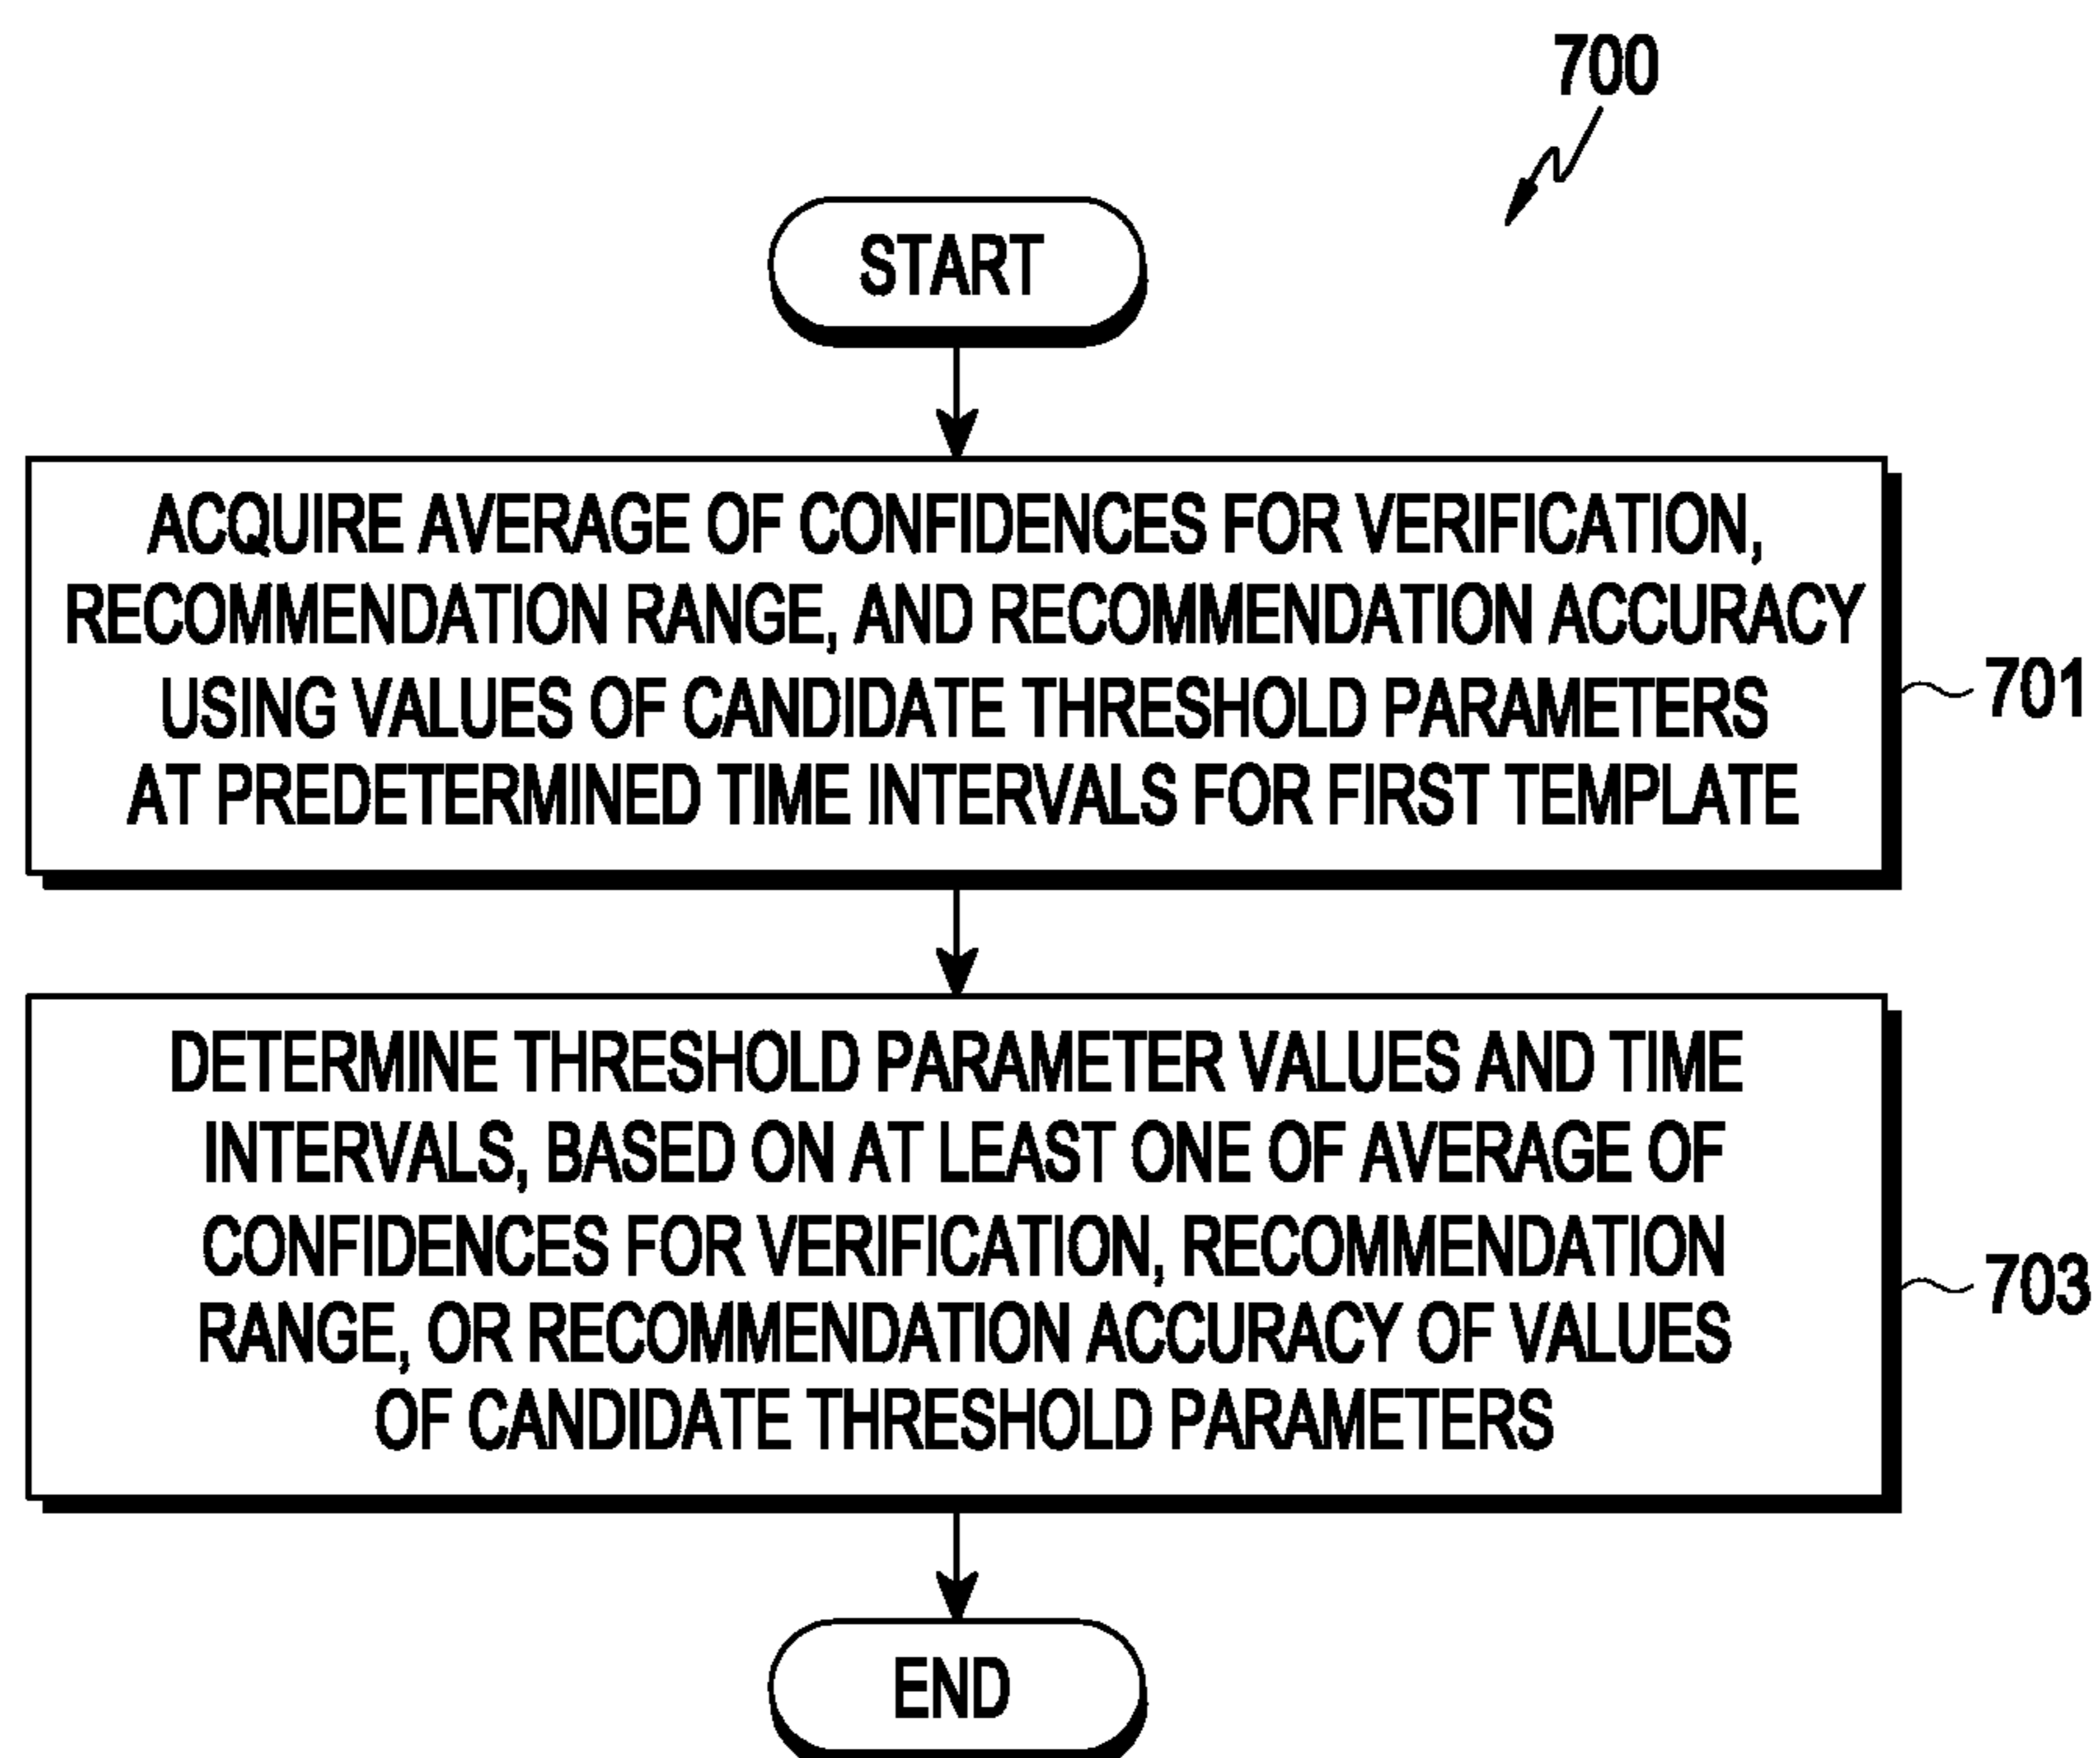 700
START
ACQUIRE AVERAGE OF CONFIDENCES FOR VERIFICATION,
RECOMMENDATION RANGE, AND RECOMMENDATION ACCURACY
USING VALUES OF CANDIDATE THRESHOLD PARAMETERS
AT PREDETERMINED TIME INTERVALS FOR FIRST TEMPLATE
701
DETERMINE THRESHOLD PARAMETER VALUES AND TIME
INTERVALS, BASED ON AT LEAST ONE OF AVERAGE OF
CONFIDENCES FOR VERIFICATION, RECOMMENDATION
RANGE, OR RECOMMENDATION ACCURACY OF VALUES
OF CANDIDATE THRESHOLD PARAMETERS
703
END